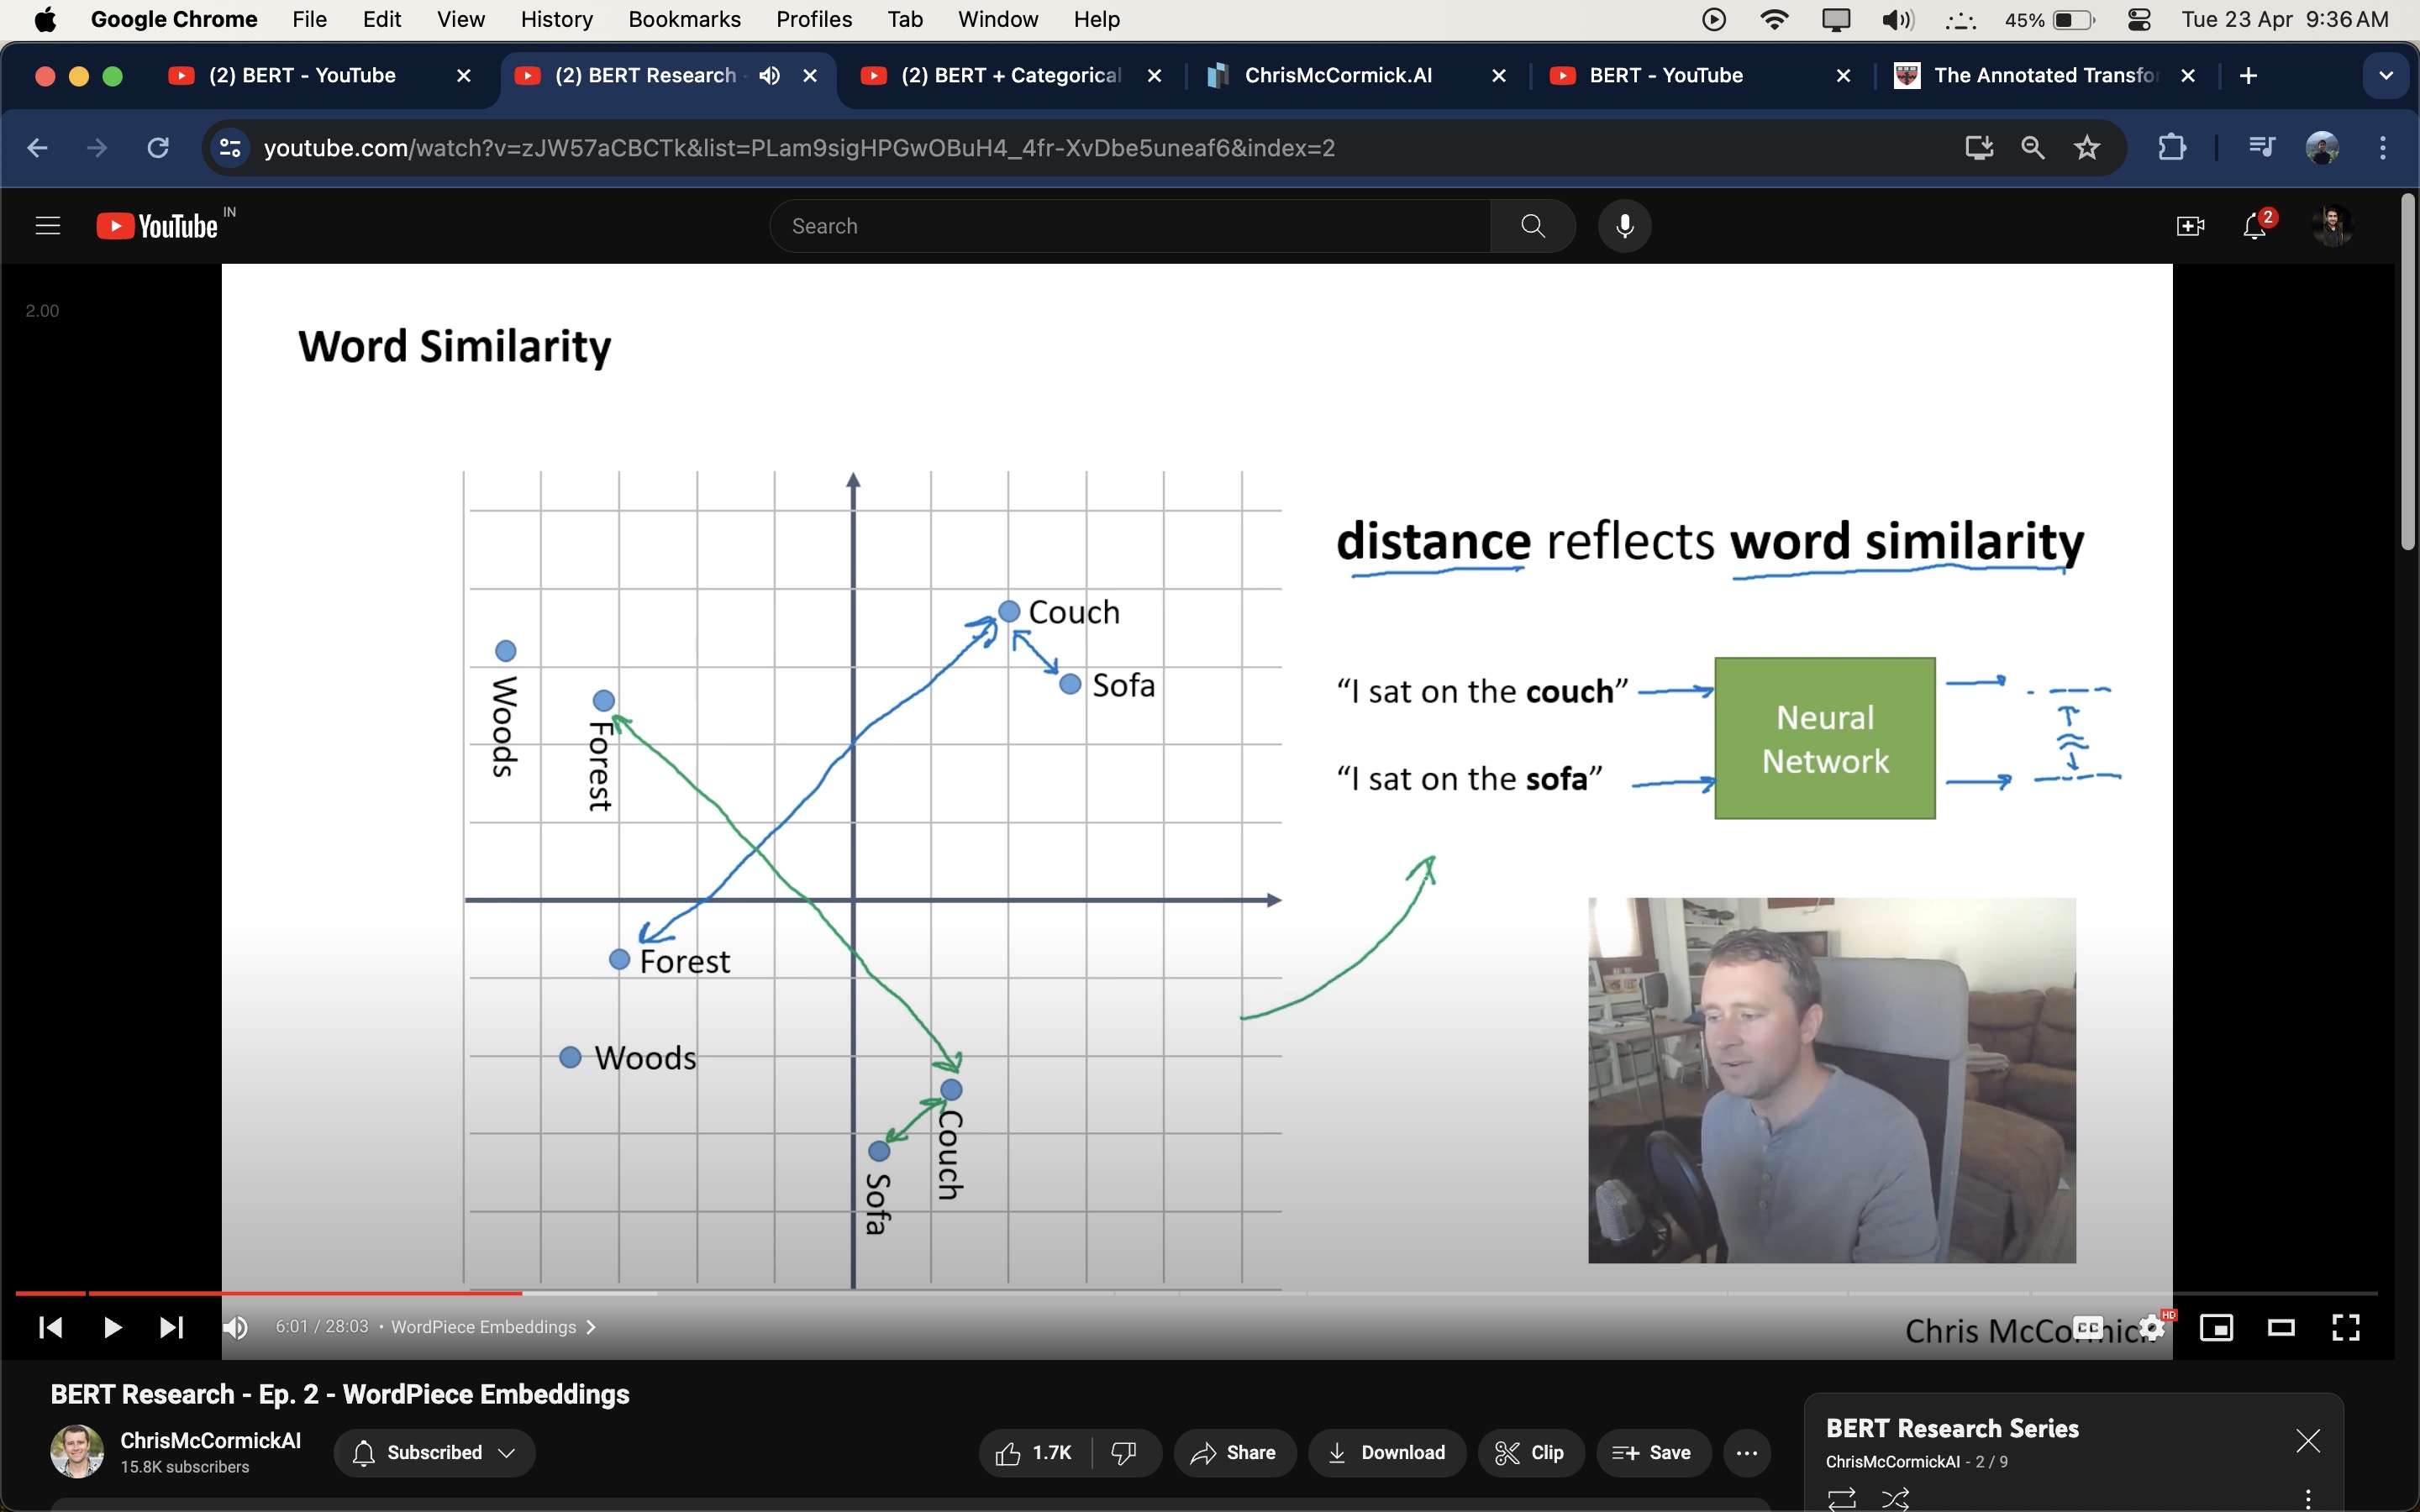 Google Chrome File Edit View History Bookmarks Profiles Tab Window Help 45% Tue 23 Apr 9:36 AM
(2) BERT - YouTube (2) BERT Research (2) BERT + Categorical ChrisMcCormick.AI BERT - YouTube The Annotated Transfo
youtube.com/watch?v=zJW57aCBCTk&list=PLam9sigHPGwOBuH4_4fr-XvDbe5uneaf6&index=2
YouTube IN Search 2
2.00
Word Similarity
distance reflects word similarity
Couch
Sofa
Woods
Forest
"I sat on the couch"
"I sat on the sofa"
Neural
Network
Forest
Woods
Couch
Sofa
6:01 / 28:03 • WordPiece Embeddings
Chris McCormick
CC HD
BERT Research - Ep. 2 - WordPiece Embeddings
ChrisMcCormickAI
15.8K subscribers
Subscribed
1.7K Share Download Clip Save
BERT Research Series
ChrisMcCormickAI - 2 / 9